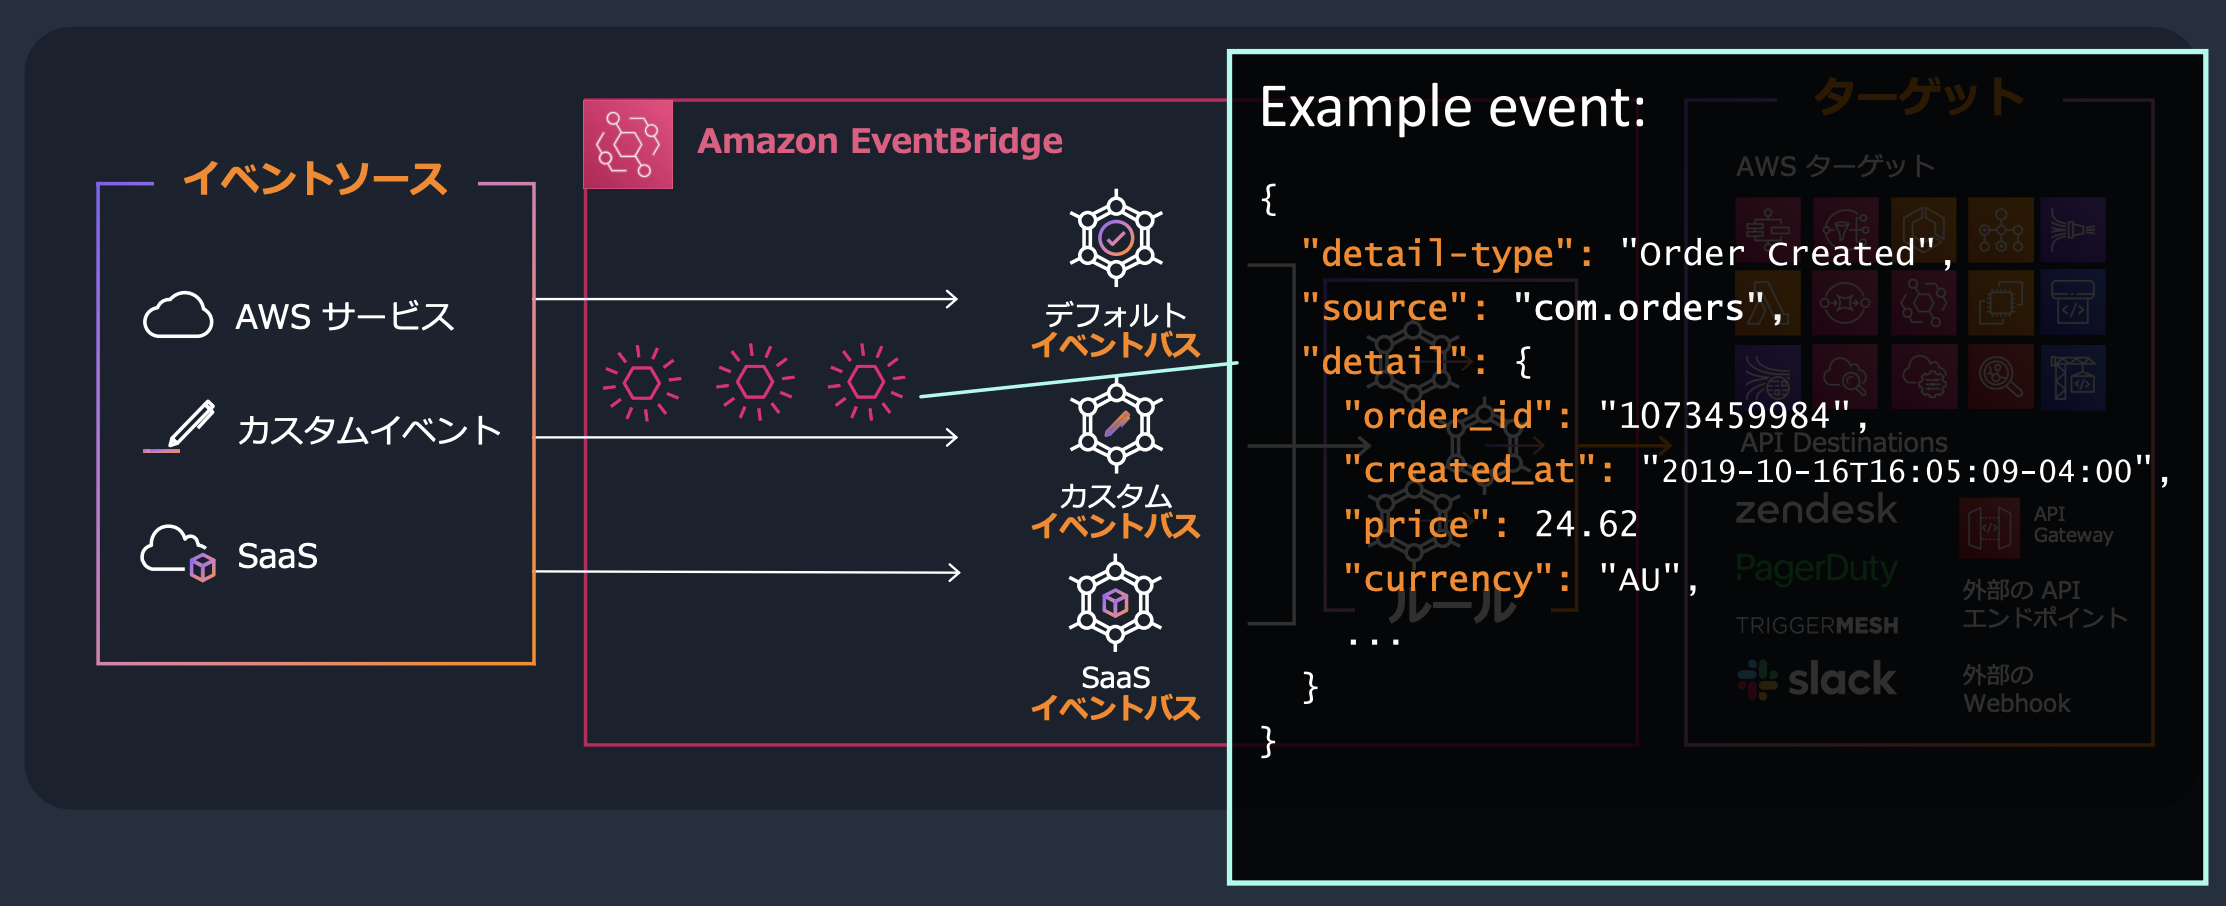 イベントソース
AWS サービス
カスタムイベント
SaaS
Amazon EventBridge
デフォルト
イベントバス
カスタム
イベントバス
SaaS
イベントバス
Example event:
{
"detail-type": "Order Created",
"source": "com.orders",
"detail": {
"order_id": "1073459984",
"created_at": "2019-10-16T16:05:09-04:00",
"price": 24.62
"currency": "AU",
...
}
}
ルール
ターゲット
AWS ターゲット
API Destinations
zendesk
PagerDuty
TRIGGERMESH
slack
API
Gateway
外部の API
エンドポイント
外部の
Webhook